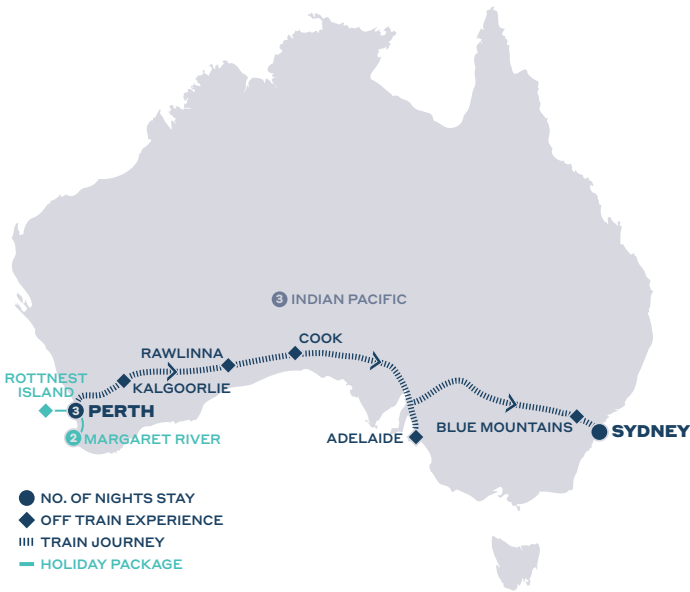 3 INDIAN PACIFIC
COOK
RAWLINNA
KALGOORLIE
ROTTNEST
ISLAND
3 PERTH
2 MARGARET RIVER
ADELAIDE
BLUE MOUNTAINS
SYDNEY
NO. OF NIGHTS STAY
OFF TRAIN EXPERIENCE
TRAIN JOURNEY
HOLIDAY PACKAGE